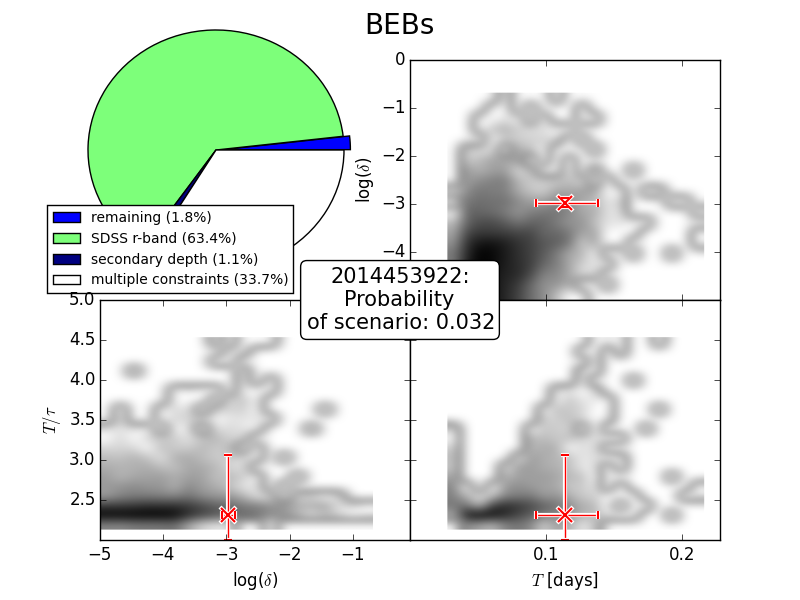 BEBs
remaining (1.8%)
SDSS r-band (63.4%)
secondary depth (1.1%)
multiple constraints (33.7%)
0
−1
−2
−3
−4
log(δ)
2014453922:
Probability
of scenario: 0.032
5.0
4.5
4.0
3.5
3.0
2.5
T/τ
−5 −4 −3 −2 −1
log(δ)
0.1 0.2
T [days]